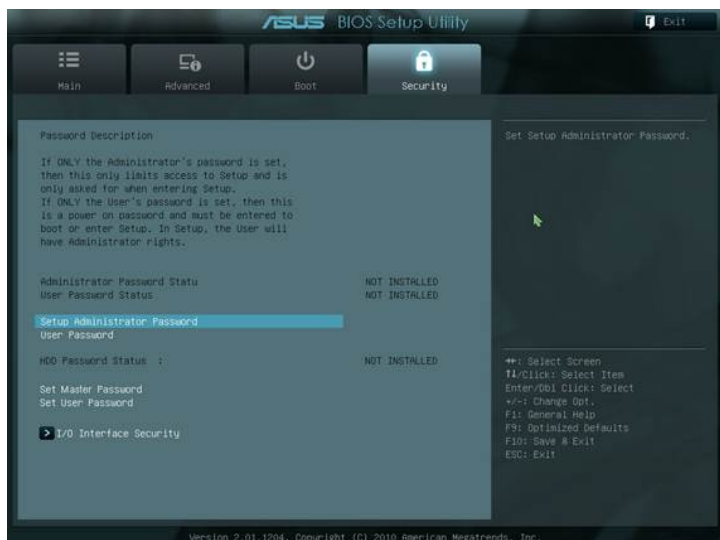 ASUS BIOS Setup Utility
Exit
Main
Advanced
Boot
Security
Password Description
If ONLY the Administrator's password is set,
then this only limits access to Setup and is
only asked for when entering Setup.
If ONLY the User's password is set, then this
is a power on password and must be entered to
boot or enter Setup. In Setup, the User will
have Administrator rights.
Administrator Password Statu NOT INSTALLED
User Password Status NOT INSTALLED
Setup Administrator Password
User Password
HDD Password Status : NOT INSTALLED
Set Master Password
Set User Password
> I/O Interface Security
Set Setup Administrator Password.
→←: Select Screen
↑↓/Click: Select Item
Enter/Dbl Click: Select
+/-: Change Opt.
F1: General Help
F9: Optimized Defaults
F10: Save & Exit
ESC: Exit
Version 2.01.1204. Copyright (C) 2010 American Megatrends, Inc.